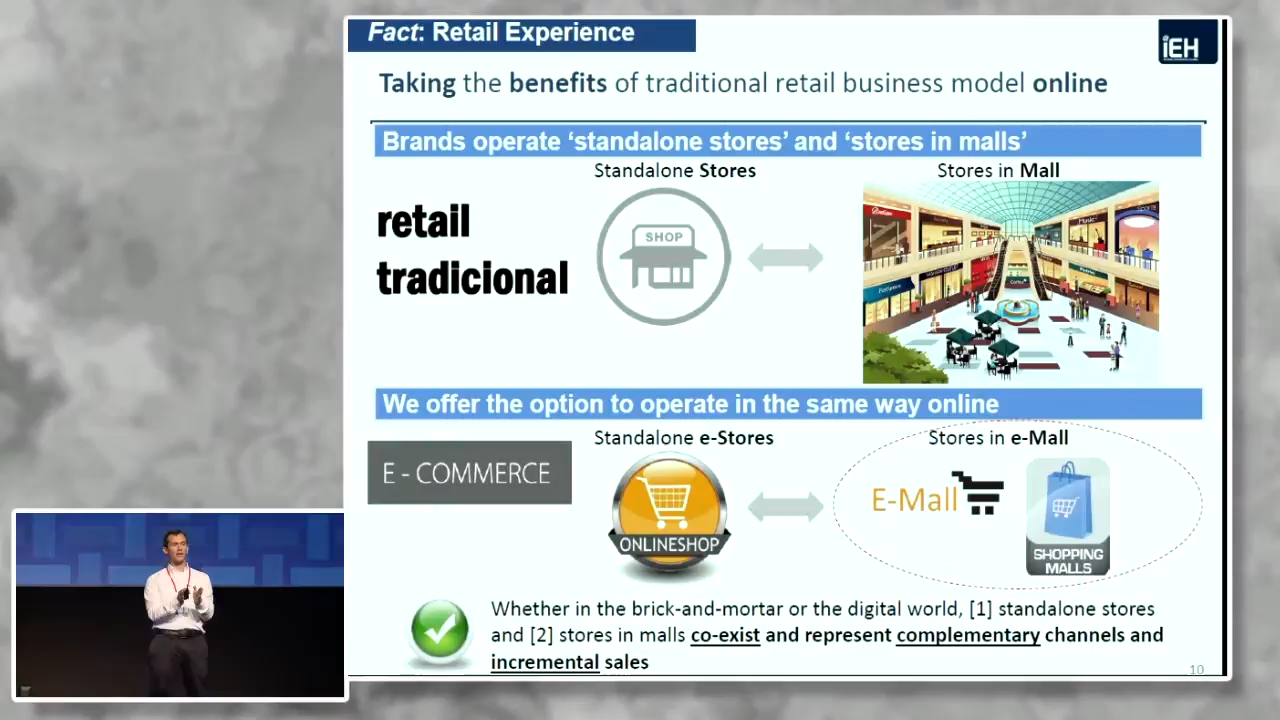 Fact: Retail Experience
iEH
Taking the benefits of traditional retail business model online
Brands operate ‘standalone stores’ and ‘stores in malls’
Standalone Stores
Stores in Mall
retail
tradicional
SHOP
Music
We offer the option to operate in the same way online
Standalone e-Stores
Stores in e-Mall
E - COMMERCE
ONLINESHOP
E-Mall
SHOPPING
MALLS
Whether in the brick-and-mortar or the digital world, [1] standalone stores
and [2] stores in malls co-exist and represent complementary channels and
incremental sales
10